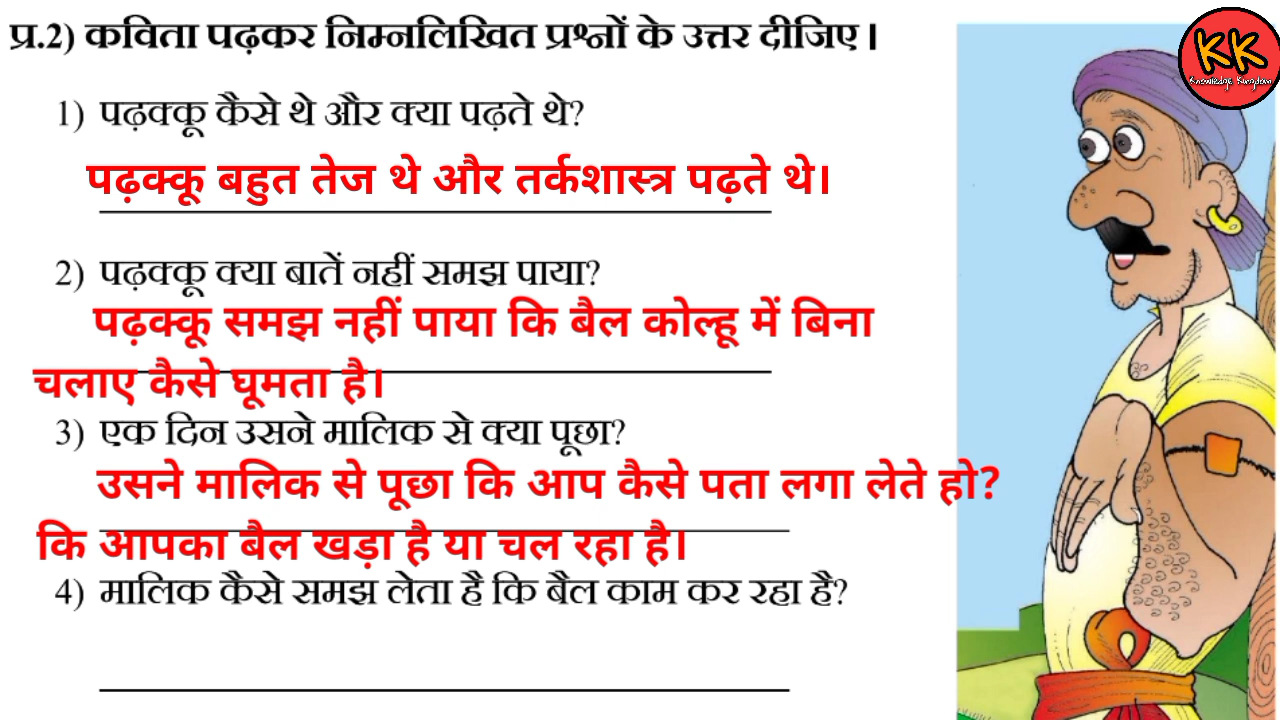 प्र.2) कविता पढ़कर निम्नलिखित प्रश्नों के उत्तर दीजिए।
KK
Knowledge Kingdom
1) पढ़क्कू कैसे थे और क्या पढ़ते थे?
पढ़क्कू बहुत तेज थे और तर्कशास्त्र पढ़ते थे।
2) पढ़क्कू क्या बातें नहीं समझ पाया?
पढ़क्कू समझ नहीं पाया कि बैल कोल्हू में बिना
चलाए कैसे घूमता है।
3) एक दिन उसने मालिक से क्या पूछा?
उसने मालिक से पूछा कि आप कैसे पता लगा लेते हो?
कि आपका बैल खड़ा है या चल रहा है।
4) मालिक कैसे समझ लेता है कि बैल काम कर रहा है?